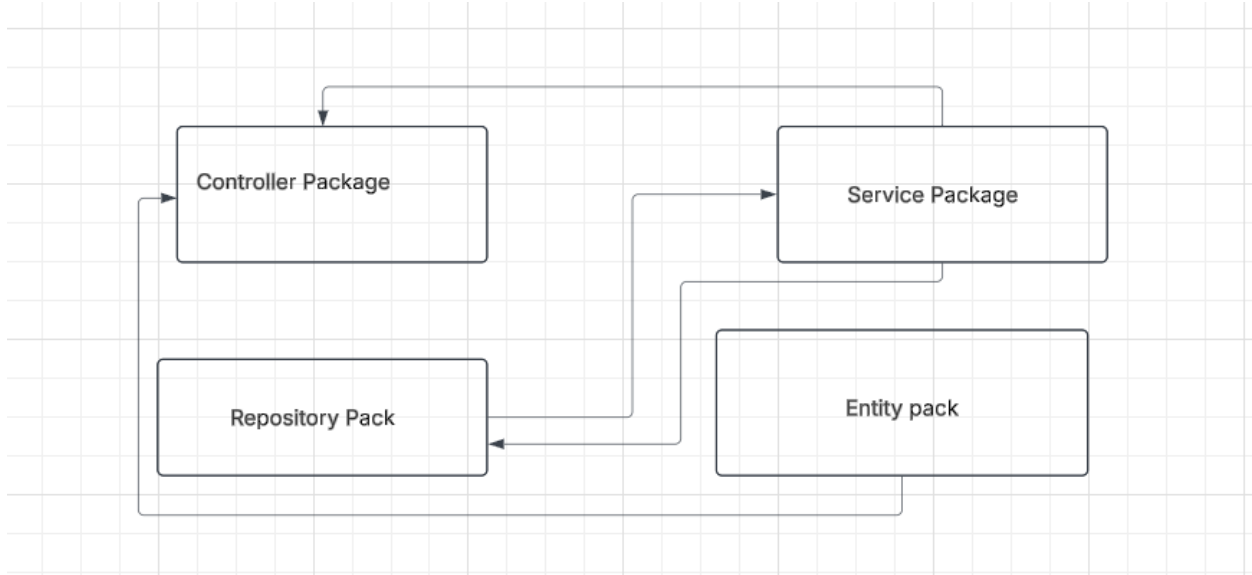 Controller Package
Service Package
Repository Pack
Entity pack